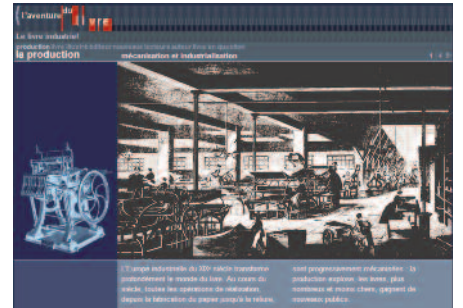 l'aventure du
Le livre industriel
production
la production mécanisation et industrialisation
L'Europe industrielle du XIXe siècle transforme
profondément le monde du livre. Au cours du
siècle, toutes les opérations de réalisation,
depuis la fabrication du papier jusqu'à la reliure,
sont progressivement mécanisées : la
production explose, les livres, plus
nombreux et moins chers, gagnent de
nouveaux publics.